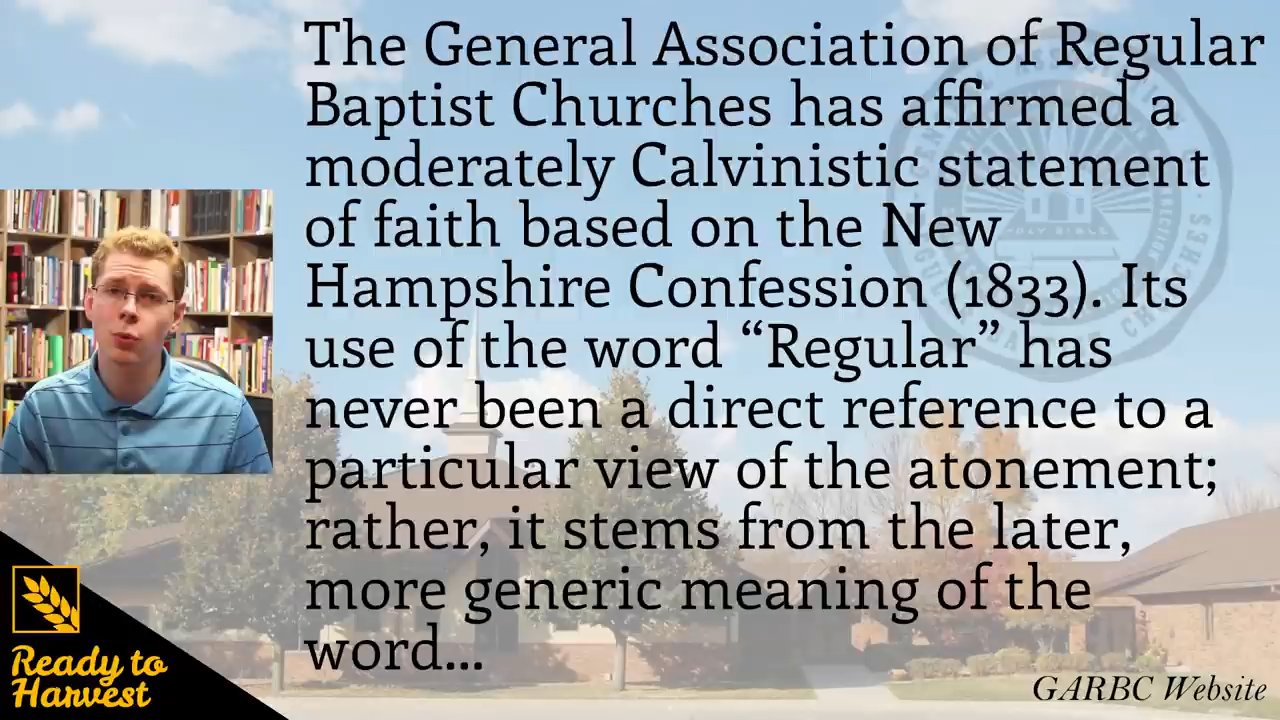 The General Association of Regular
Baptist Churches has affirmed a
moderately Calvinistic statement
of faith based on the New
Hampshire Confession (1833). Its
use of the word “Regular” has
never been a direct reference to a
particular view of the atonement;
rather, it stems from the later,
more generic meaning of the
word...
GARBC Website
Ready to
Harvest